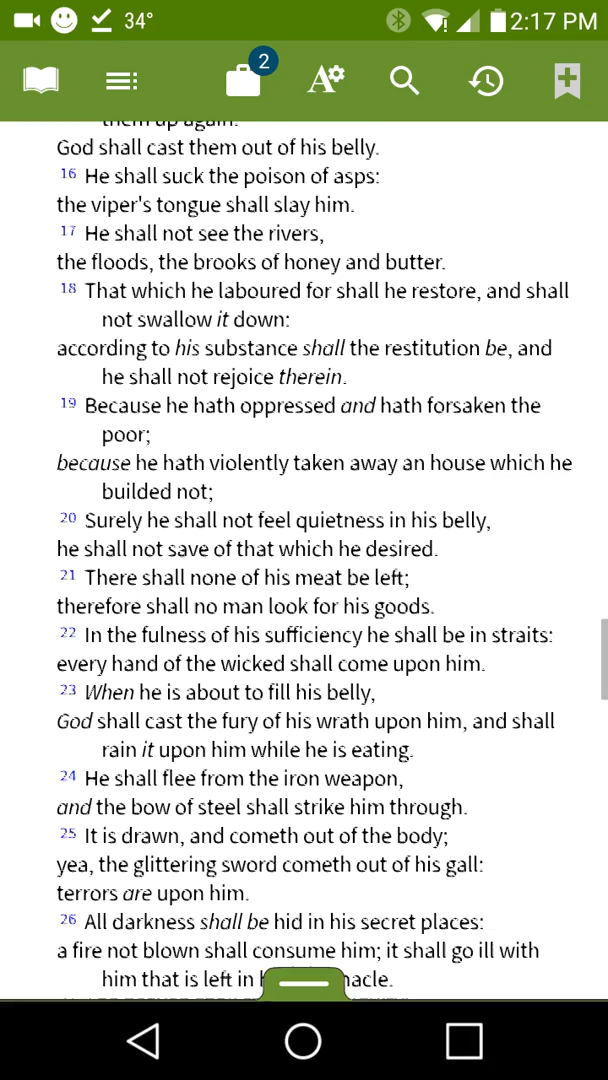 34°
2:17 PM
2
A
them up again:
God shall cast them out of his belly.
16 He shall suck the poison of asps:
the viper's tongue shall slay him.
17 He shall not see the rivers,
the floods, the brooks of honey and butter.
18 That which he laboured for shall he restore, and shall
not swallow it down:
according to his substance shall the restitution be, and
he shall not rejoice therein.
19 Because he hath oppressed and hath forsaken the
poor;
because he hath violently taken away an house which he
builded not;
20 Surely he shall not feel quietness in his belly,
he shall not save of that which he desired.
21 There shall none of his meat be left;
therefore shall no man look for his goods.
22 In the fulness of his sufficiency he shall be in straits:
every hand of the wicked shall come upon him.
23 When he is about to fill his belly,
God shall cast the fury of his wrath upon him, and shall
rain it upon him while he is eating.
24 He shall flee from the iron weapon,
and the bow of steel shall strike him through.
25 It is drawn, and cometh out of the body;
yea, the glittering sword cometh out of his gall:
terrors are upon him.
26 All darkness shall be hid in his secret places:
a fire not blown shall consume him; it shall go ill with
him that is left in